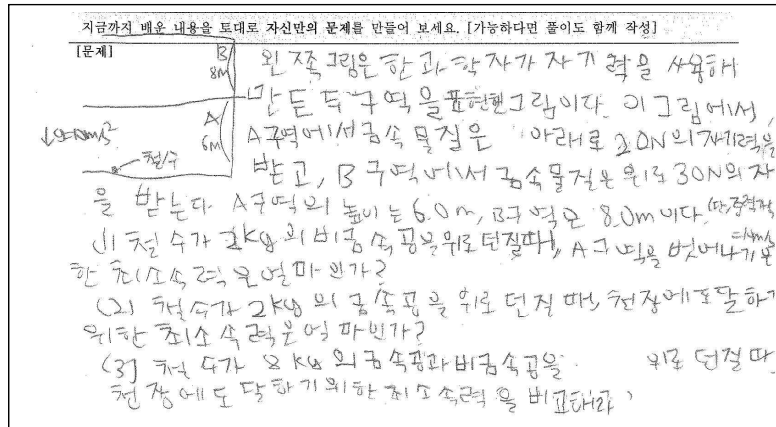 지금까지 배운 내용을 토대로 자신만의 문제를 만들어 보세요. [가능하다면 풀이도 함께 작성]
[문제]
B
8m
A
6m
철수
왼쪽 그림은 한 과학자가 자기력을 사용해
만든 두 구역을 표현한 그림이다. 이 그림에서,
A구역에서 금속 물질은 아래로 20N의 자기력을
받고, B 구역에서 금속물질은 위로 30N의 자
을 받는다. A구역의 높이는 6.0m, B구역은 8.0m이다.
(1) 철수가 2kg의 비금속공을 위로 던질때, A구역을 벗어나기 위
한 최소속력은 얼마인가?
(2) 철수가 2kg의 금속공을 위로 던질 때, 천장에 도달하기
위한 최소속력은 얼마인가?
(3) 철수가 8kg의 금속공과 비금속공을 위로 던질 때
천장에 도달하기위한 최소속력을 비교해라.